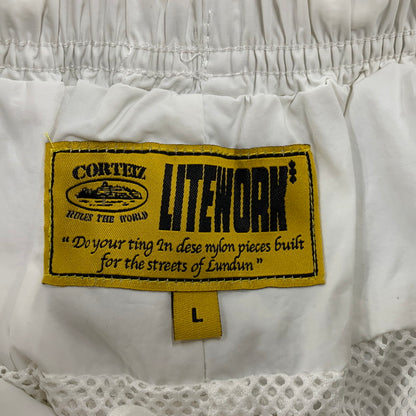 CORTEIZ
RULES THE WORLD
LITEWORK
"Do your ting In dese nylon pieces built
for the streets of Lundun"
L